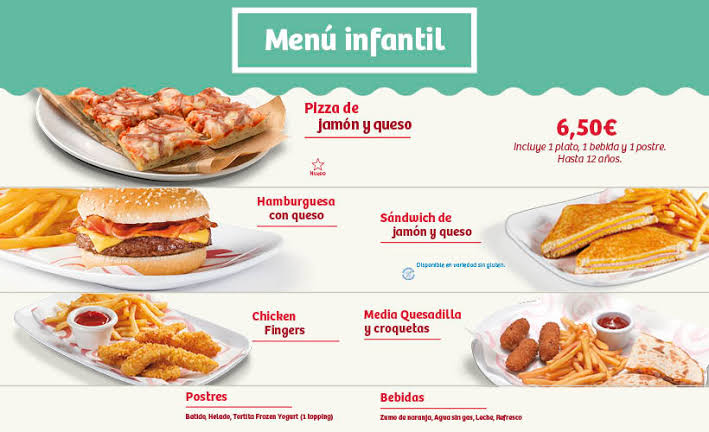 Menú infantil
Pizza de
jamón y queso
Nuevo
6,50€
Incluye 1 plato, 1 bebida y 1 postre.
Hasta 12 años.
Hamburguesa
con queso
Sándwich de
jamón y queso
Disponible en variedad sin gluten.
Chicken
Fingers
Media Quesadilla
y croquetas
Postres
Batido, Helado, Tortita Frozen Yogurt (1 topping)
Bebidas
Zumo de naranja, Agua sin gas, Leche, Refresco